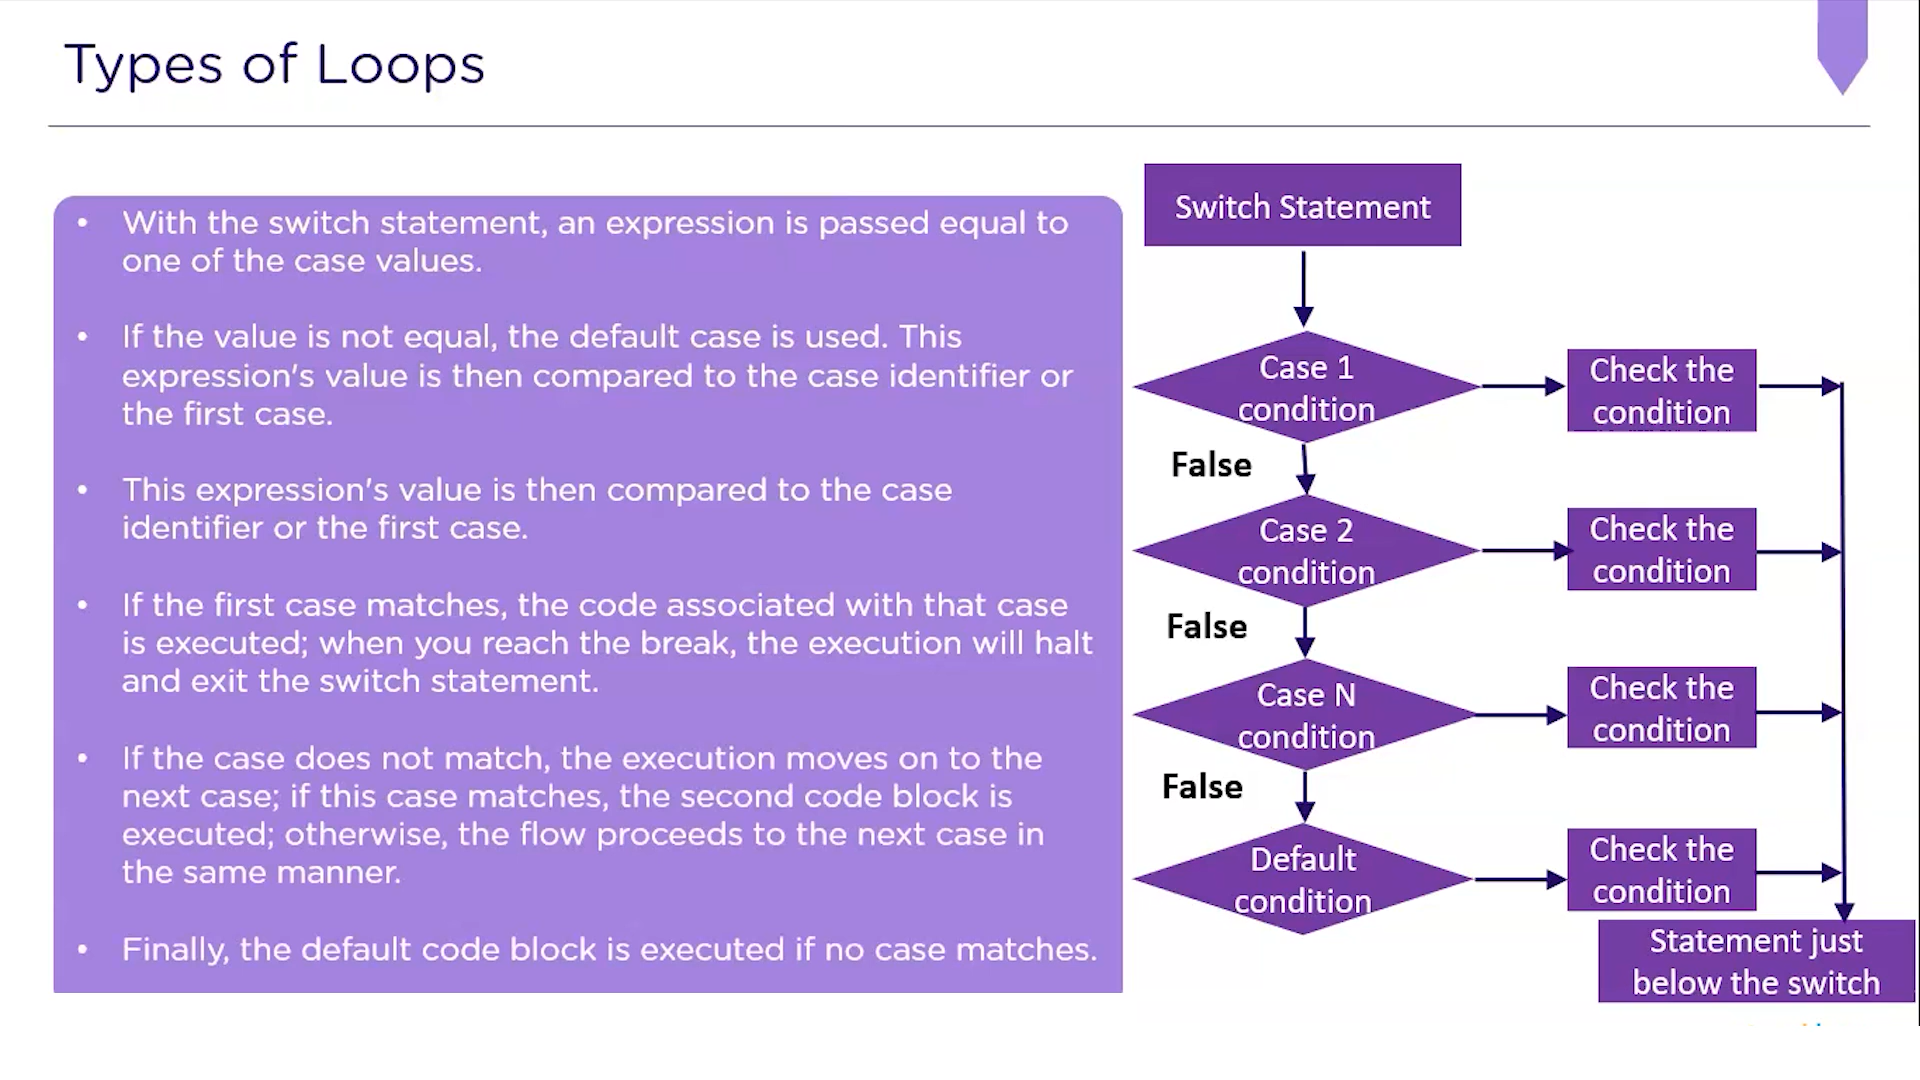 Types of Loops
• With the switch statement, an expression is passed equal to
one of the case values.
• If the value is not equal, the default case is used. This
expression's value is then compared to the case identifier or
the first case.
• This expression's value is then compared to the case
identifier or the first case.
• If the first case matches, the code associated with that case
is executed; when you reach the break, the execution will halt
and exit the switch statement.
• If the case does not match, the execution moves on to the
next case; if this case matches, the second code block is
executed; otherwise, the flow proceeds to the next case in
the same manner.
• Finally, the default code block is executed if no case matches.
Switch Statement
Case 1
condition
Check the
condition
False
Case 2
condition
Check the
condition
False
Case N
condition
Check the
condition
False
Default
condition
Check the
condition
Statement just
below the switch